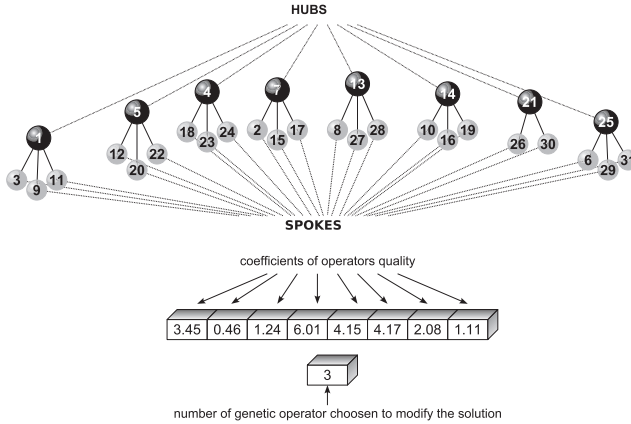 HUBS
1 5 4 7 13 14 21 25
3 9 11 12 20 22 18 23 24 2 15 17 8 27 28 10 16 19 26 30 6 29 31
SPOKES
coefficients of operators quality
3.45 0.46 1.24 6.01 4.15 4.17 2.08 1.11
3
number of genetic operator choosen to modify the solution